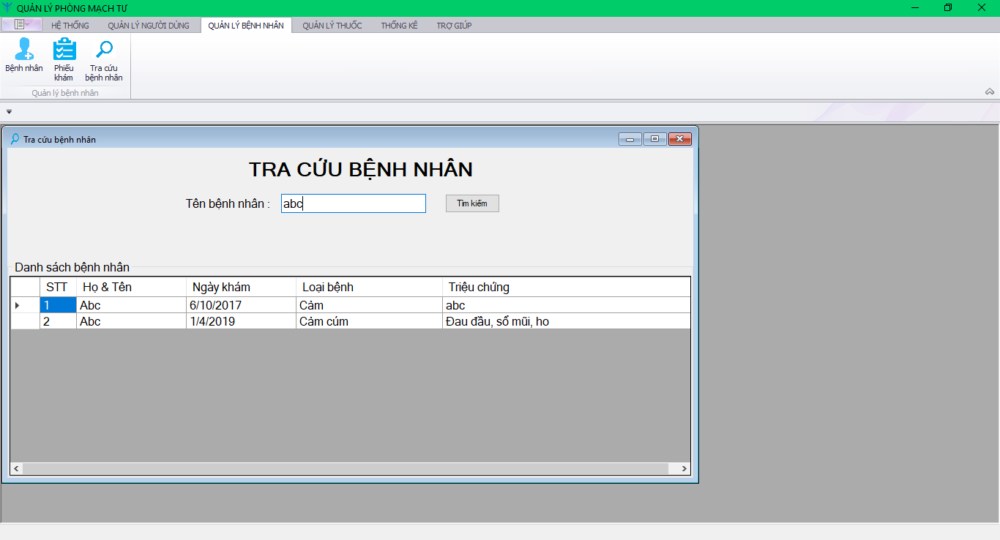 QUẢN LÝ PHÒNG MẠCH TƯ
HỆ THỐNG QUẢN LÝ NGƯỜI DÙNG QUẢN LÝ BỆNH NHÂN QUẢN LÝ THUỐC THỐNG KÊ TRỢ GIÚP
Bệnh nhân Phiếu khám Tra cứu bệnh nhân
Quản lý bệnh nhân
Tra cứu bệnh nhân
TRA CỨU BỆNH NHÂN
Tên bệnh nhân : abc Tìm kiếm
Danh sách bệnh nhân
STT Họ & Tên Ngày khám Loại bệnh Triệu chứng
1 Abc 6/10/2017 Cảm abc
2 Abc 1/4/2019 Cảm cúm Đau đầu, sổ mũi, ho